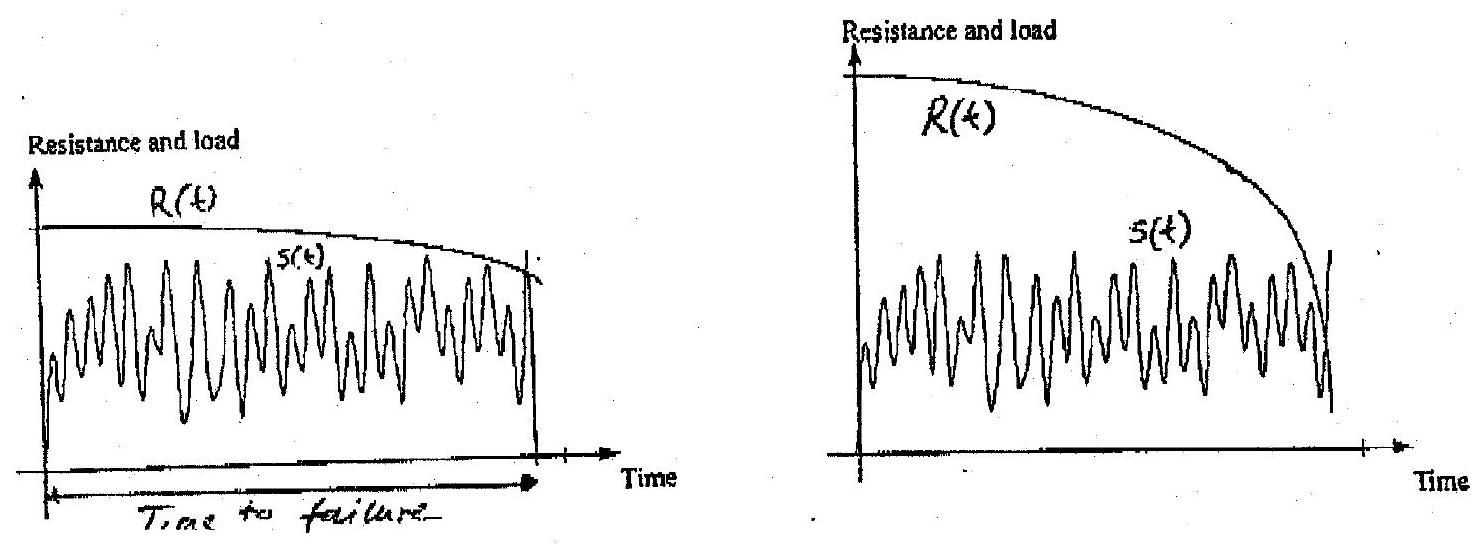 Resistance and load
R(t)
S(t)
Time
Time to failure
Resistance and load
R(t)
S(t)
Time